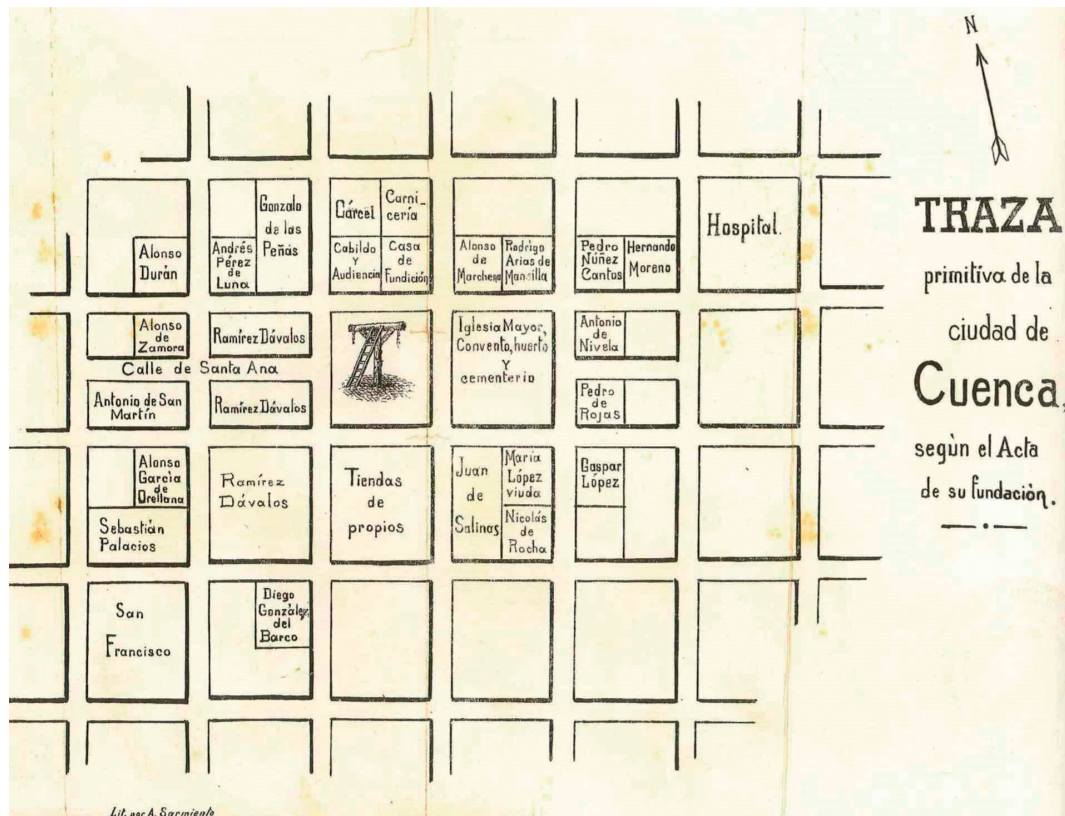 N
TRAZA
primitiva de la
ciudad de
Cuenca,
según el Acta
de su fundación.
Alonso
Durán
Andrés
Pérez
de
Luna
Gonzalo
de las
Peñas
Cárcel
Carni_
cería
Cabildo
y
Audiencia
Casa
de
Fundición
Alonso
de
Marchena
Rodrigo
Arias de
Mansilla
Pedro
Núñez
Cantos
Hernando
Moreno
Hospital.
Alonso
de
Zamora
Ramírez Dávalos
Iglesia Mayor,
Convento, huerto
Y
cementerio
Antonio
de
Nivela
Calle de Santa Ana
Antonio de San
Martín
Ramírez Dávalos
Pedro
de
Rojas
Alonso
García
de
Orellana
Sebastián
Palacios
Ramírez
Dávalos
Tiendas
de
propios
Juan
de
Salinas
María
López
viuda
Nicolás
de
Rocha
Gaspar
López
San
Francisco
Diego
González
del
Barco
Lit. por A. Sarmiento